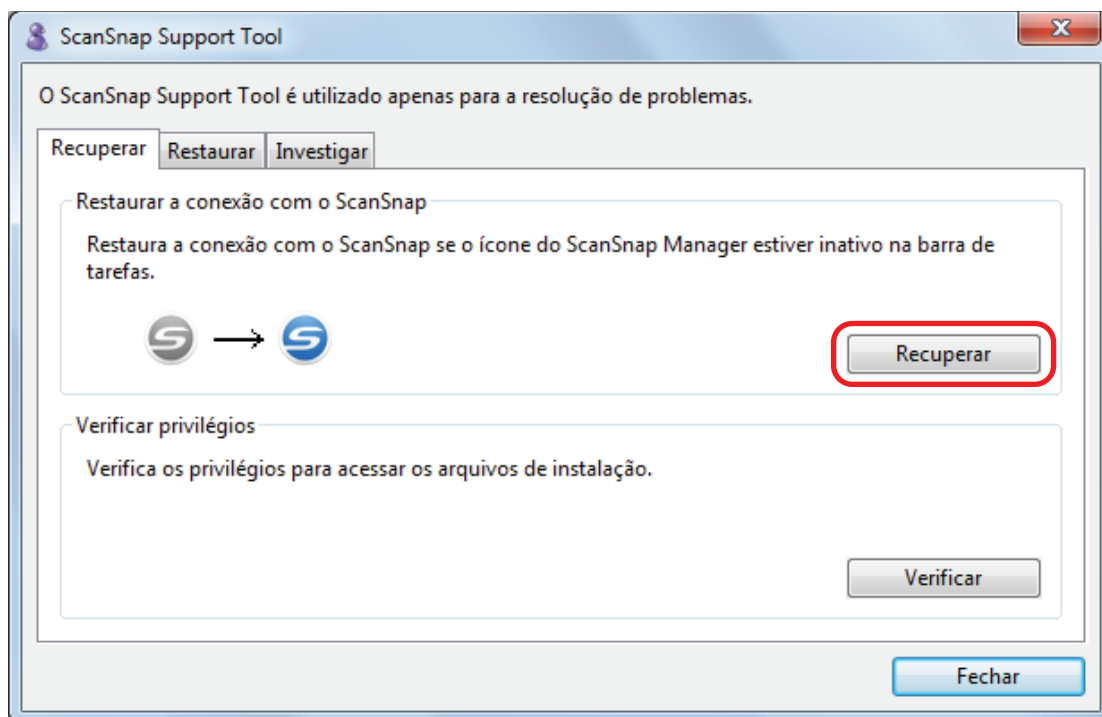 ScanSnap Support Tool
O ScanSnap Support Tool é utilizado apenas para a resolução de problemas.
Recuperar Restaurar Investigar
Restaurar a conexão com o ScanSnap
Restaura a conexão com o ScanSnap se o ícone do ScanSnap Manager estiver inativo na barra de
tarefas.
Recuperar
Verificar privilégios
Verifica os privilégios para acessar os arquivos de instalação.
Verificar
Fechar